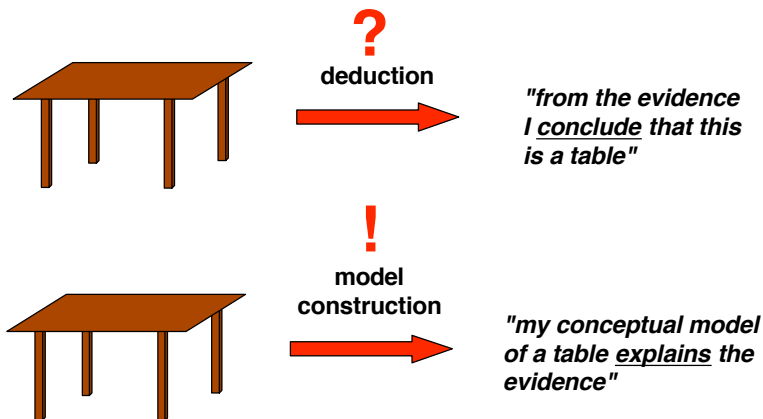 ?
deduction
"from the evidence
I conclude that this
is a table"
!
model
construction
"my conceptual model
of a table explains the
evidence"